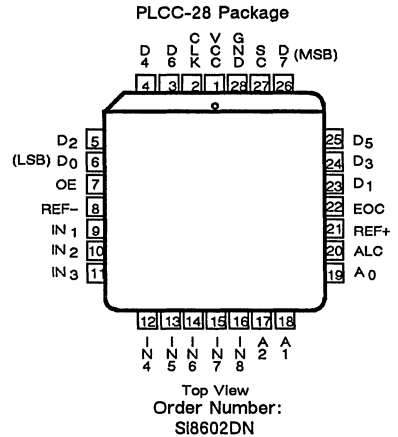 PLCC-28 Package
D4 D6 CLK VCC GND SC D7 (MSB)
4 3 2 1 28 27 26
D2 5
(LSB) D0 6
OE 7
REF- 8
IN1 9
IN2 10
IN3 11
25 D5
24 D3
23 D1
22 EOC
21 REF+
20 ALC
19 A0
12 13 14 15 16 17 18
IN4 IN5 IN6 IN7 IN8 A2 A1
Top View
Order Number:
SI8602DN